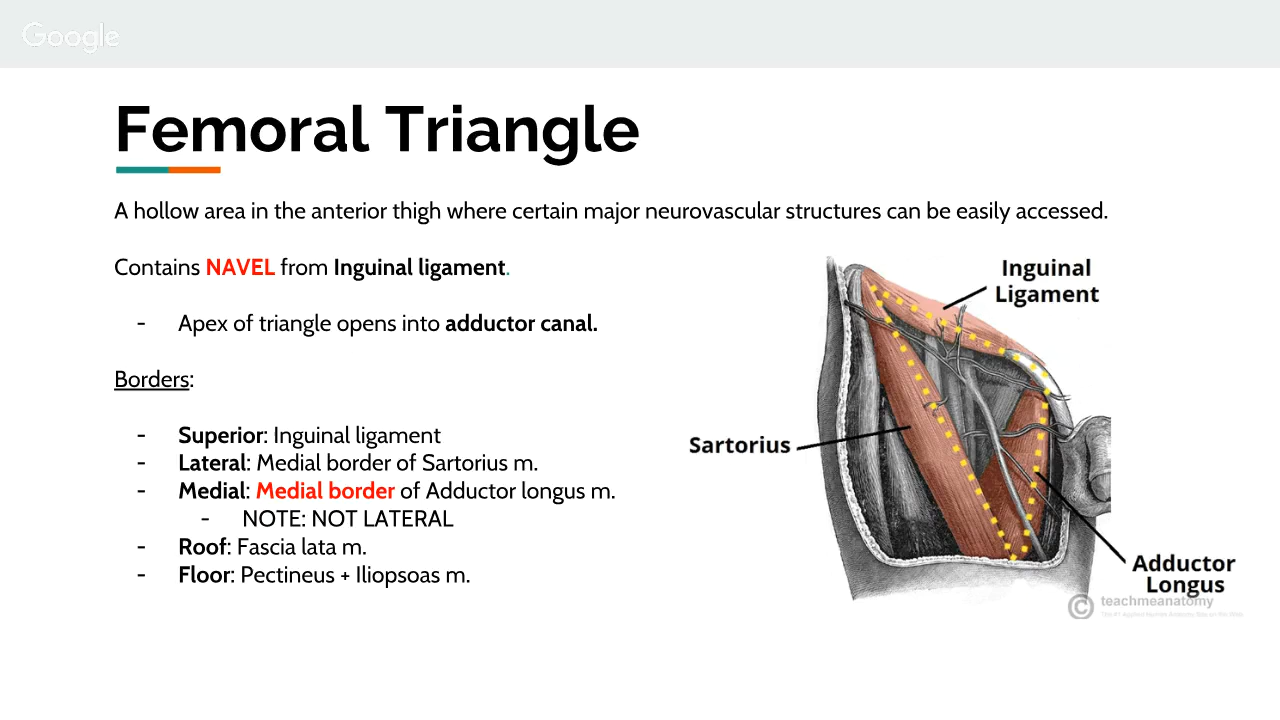 Google
Femoral Triangle
A hollow area in the anterior thigh where certain major neurovascular structures can be easily accessed.
Contains NAVEL from Inguinal ligament.
- Apex of triangle opens into adductor canal.
Borders:
- Superior: Inguinal ligament
- Lateral: Medial border of Sartorius m.
- Medial: Medial border of Adductor longus m.
- NOTE: NOT LATERAL
- Roof: Fascia lata m.
- Floor: Pectineus + Iliopsoas m.
Inguinal
Ligament
Sartorius
Adductor
Longus
© teachmeanatomy